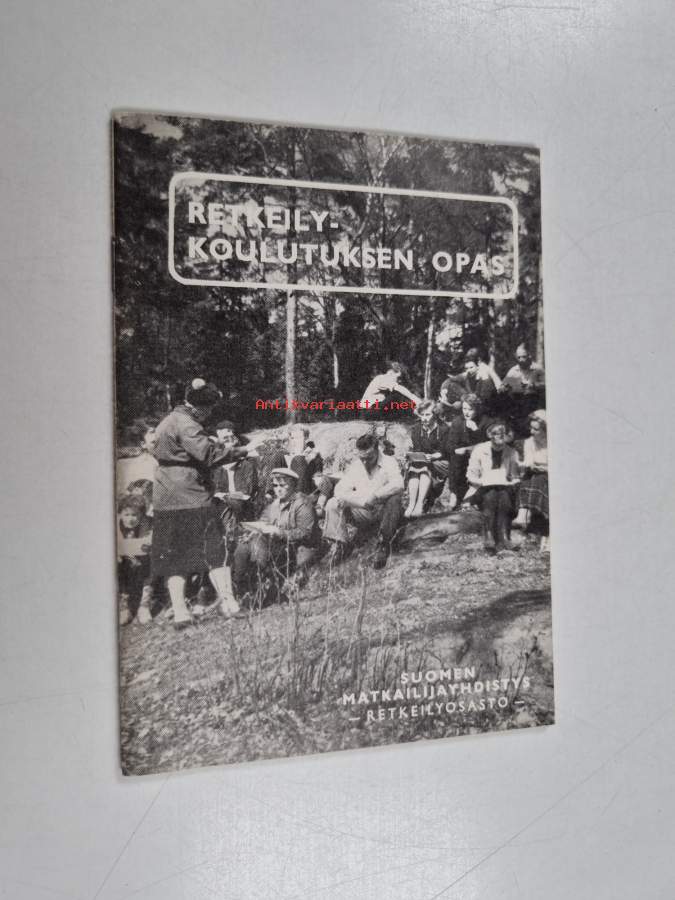 RETKEILY-
KOULUTUKSEN OPAS
Antikvariaatti.net
SUOMEN
MATKAILIJAYHDISTYS
– RETKEILYOSASTO –